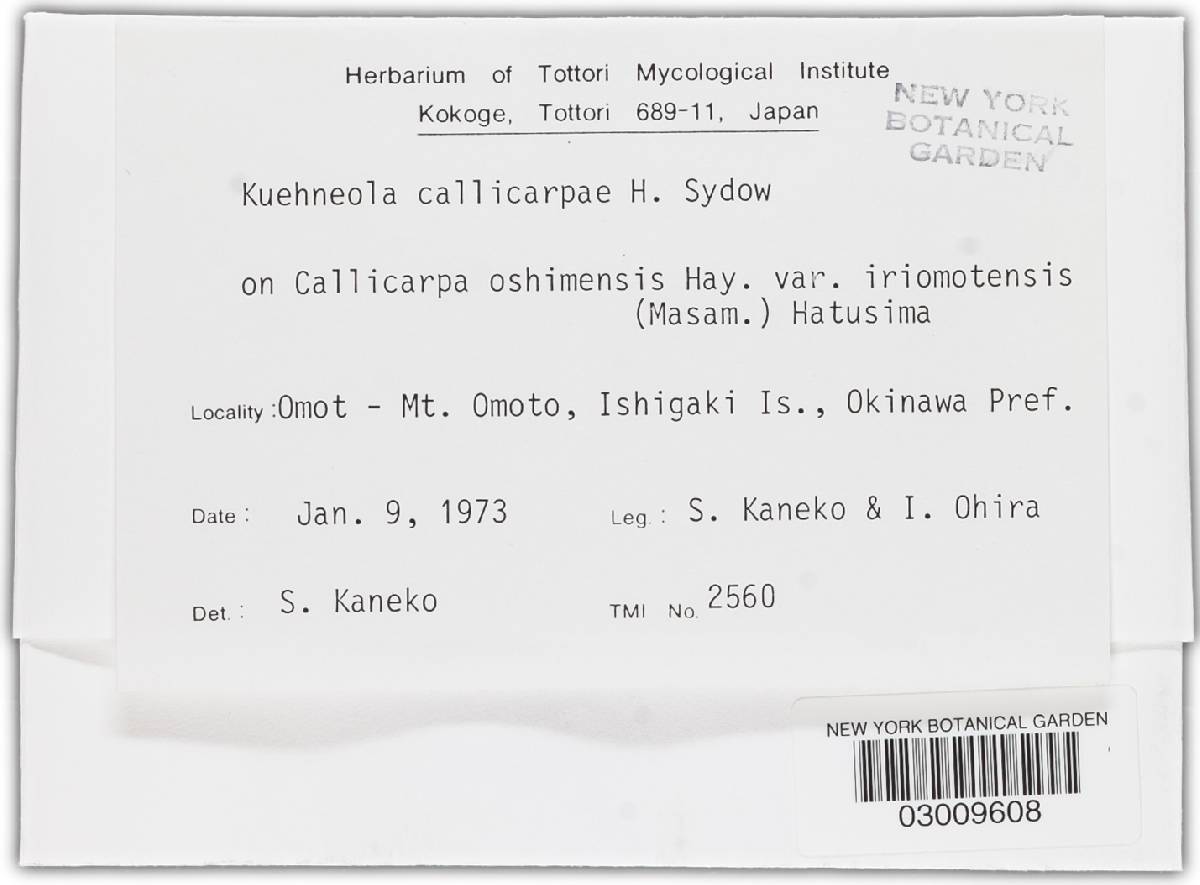 Herbarium of Tottori Mycological Institute
Kokoge, Tottori 689-11, Japan
NEW YORK
BOTANICAL
GARDEN
Kuehneola callicarpae H. Sydow
on Callicarpa oshimensis Hay. var. iriomotensis
(Masam.) Hatusima
Locality : Omot - Mt. Omoto, Ishigaki Is., Okinawa Pref.
Date : Jan. 9, 1973 Leg. : S. Kaneko & I. Ohira
Det. : S. Kaneko TMI No. 2560
NEW YORK BOTANICAL GARDEN
03009608